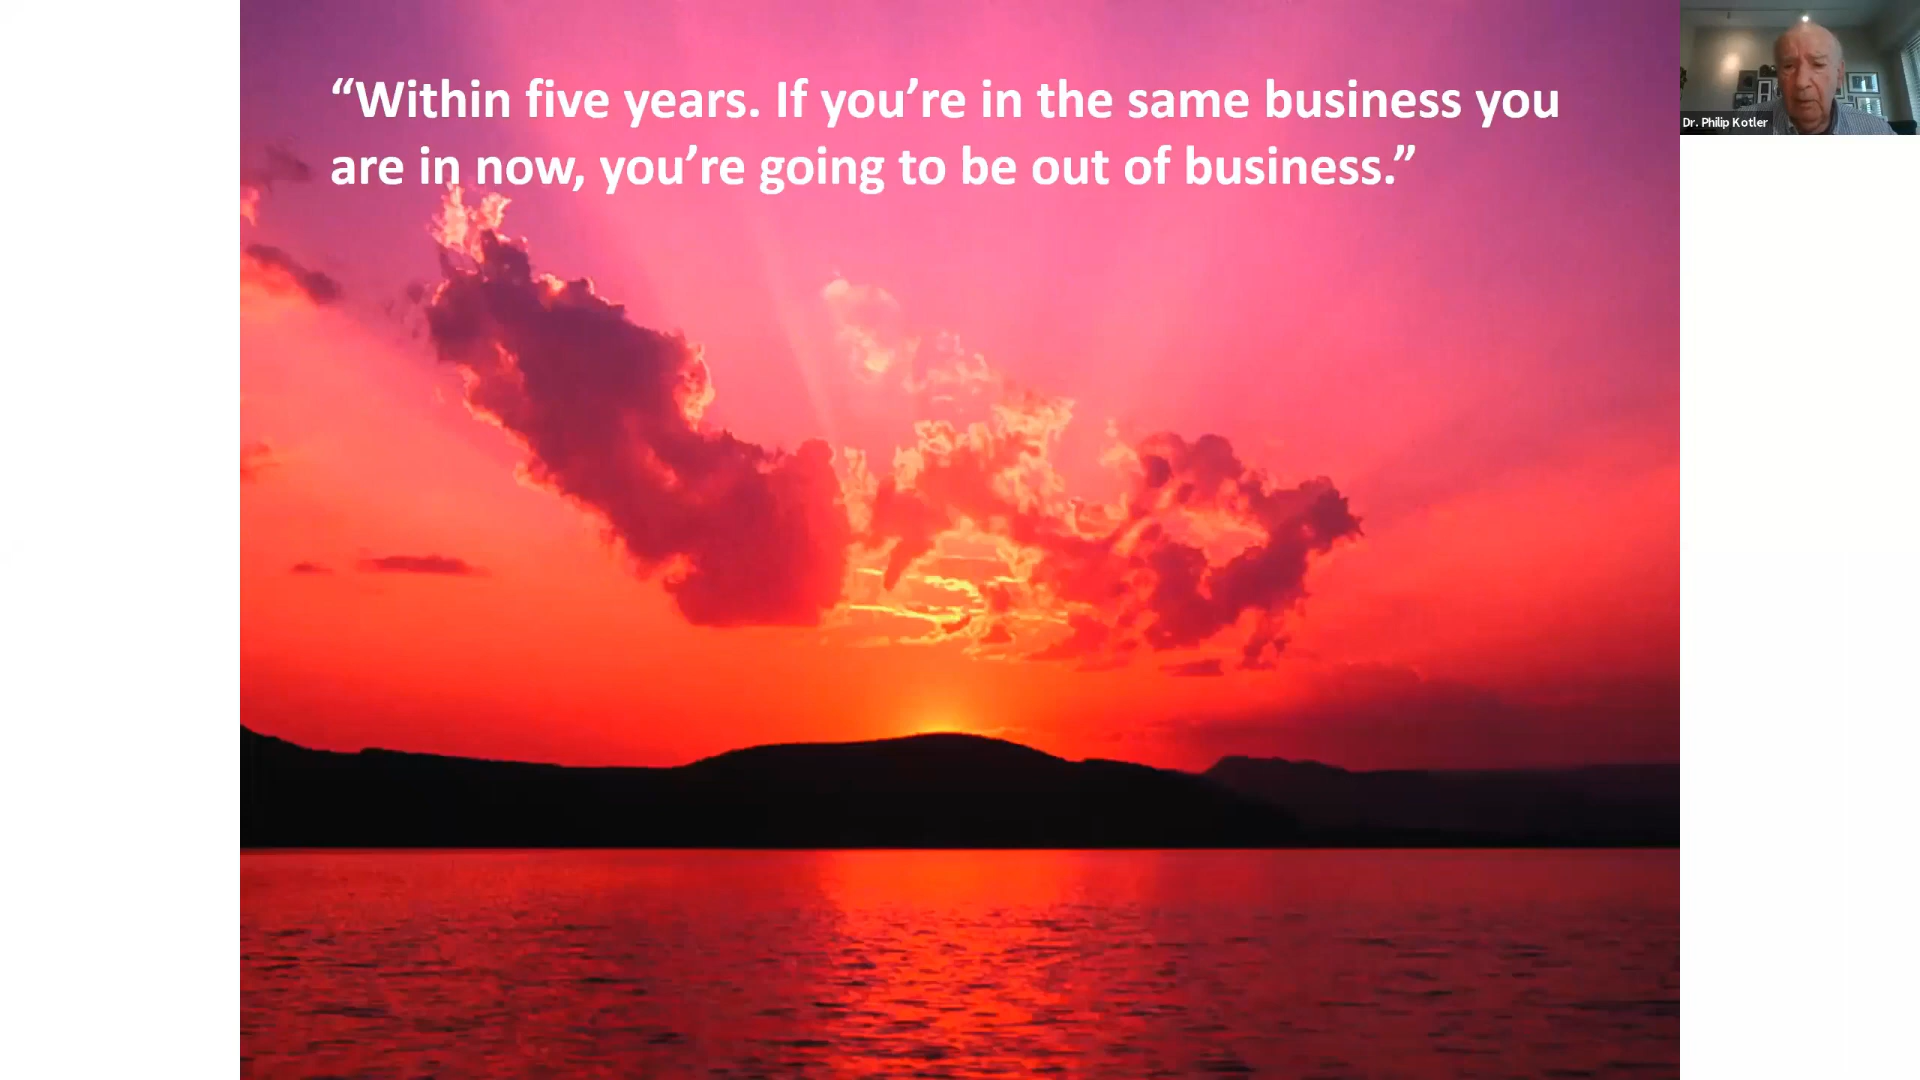 “Within five years. If you’re in the same business you
are in now, you’re going to be out of business.”
Dr. Philip Kotler